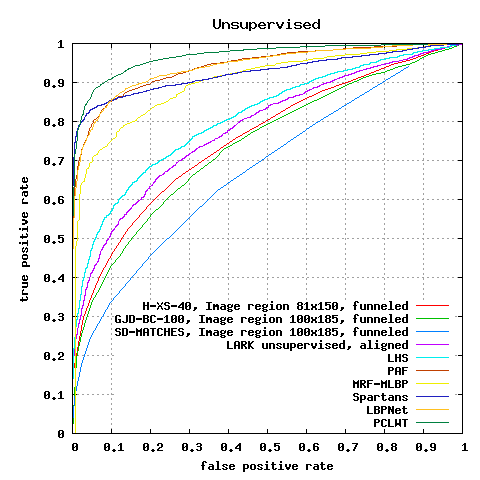 Unsupervised
1
0.9
0.8
0.7
0.6
0.5
0.4
0.3
0.2
0.1
0
true positive rate
H-XS-40, Image region 81x150, funneled
GJD-BC-100, Image region 100x185, funneled
SD-MATCHES, Image region 100x185, funneled
LARK unsupervised, aligned
LHS
PAF
MRF-MLBP
Spartans
LBPNet
PCLWT
0 0.1 0.2 0.3 0.4 0.5 0.6 0.7 0.8 0.9 1
false positive rate